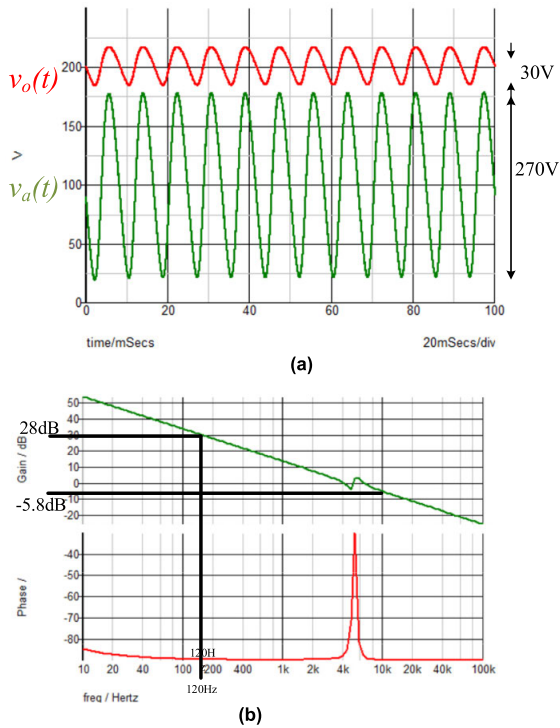 200
v_o(t)
30V
150
>
v_a(t)
100
270V
50
0
0 20 40 60 80 100
time/mSecs 20mSecs/div
(a)
50
40
28dB
30
20
Gain / dB
10
0
-5.8dB
-10
-20
-40
-50
Phase /
-60
-70
-80
120H
10 20 40 100 200 400 1k 2k 4k 10k 20k 40k 100k
freq / Hertz
120Hz
(b)